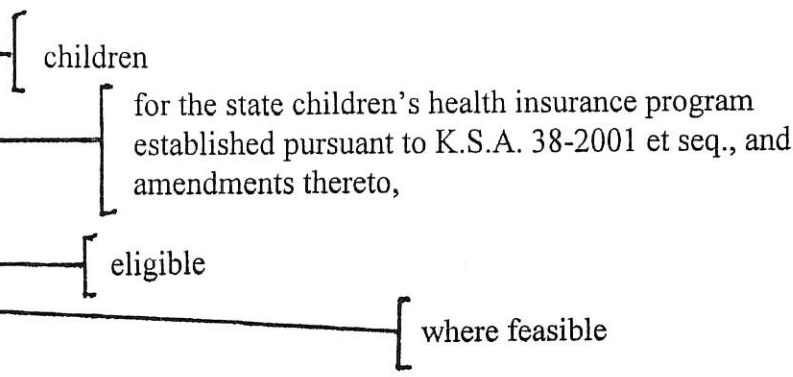 children
for the state children's health insurance program
established pursuant to K.S.A. 38-2001 et seq., and
amendments thereto,
eligible
where feasible